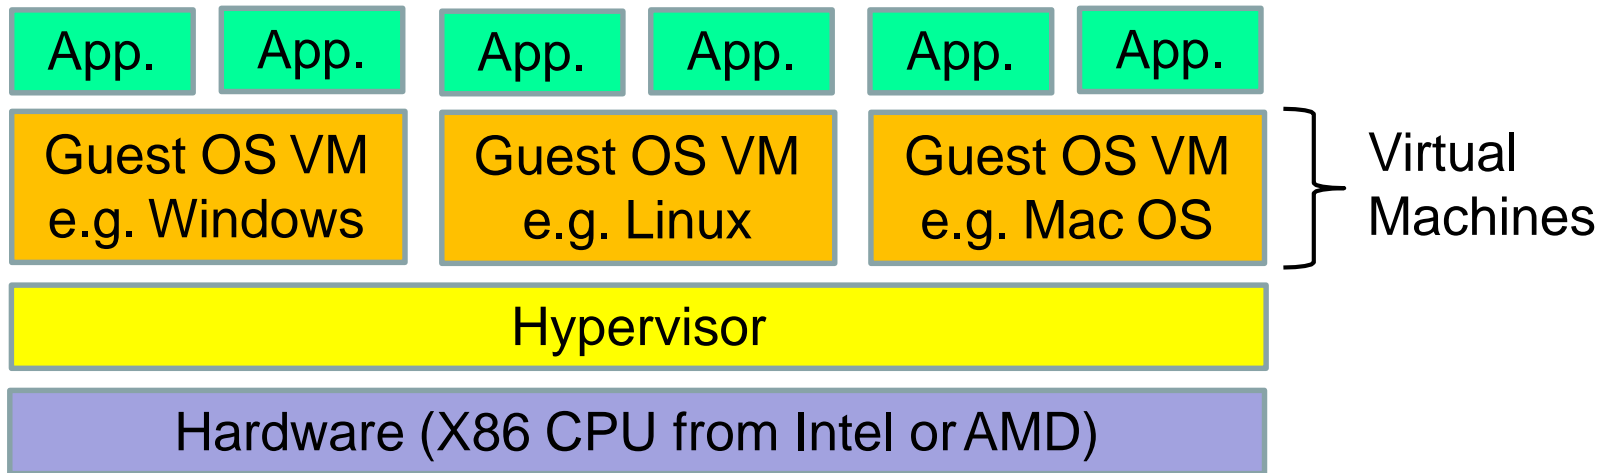 App.
App.
App.
App.
App.
App.
Guest OS VM
e.g. Windows
Guest OS VM
e.g. Linux
Guest OS VM
e.g. Mac OS
Virtual
Machines
Hypervisor
Hardware (X86 CPU from Intel or AMD)